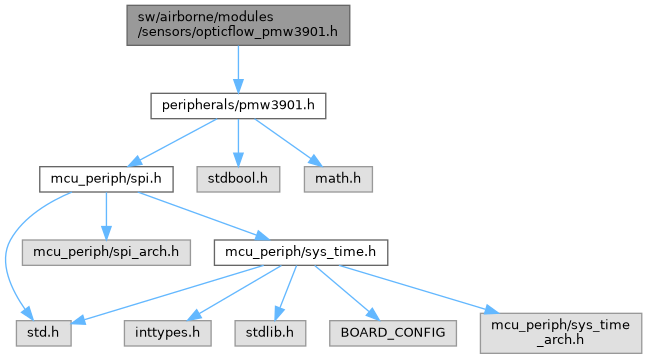 sw/airborne/modules
/sensors/opticflow_pmw3901.h
peripherals/pmw3901.h
mcu_periph/spi.h
stdbool.h
math.h
mcu_periph/spi_arch.h
mcu_periph/sys_time.h
std.h
inttypes.h
stdlib.h
BOARD_CONFIG
mcu_periph/sys_time
_arch.h